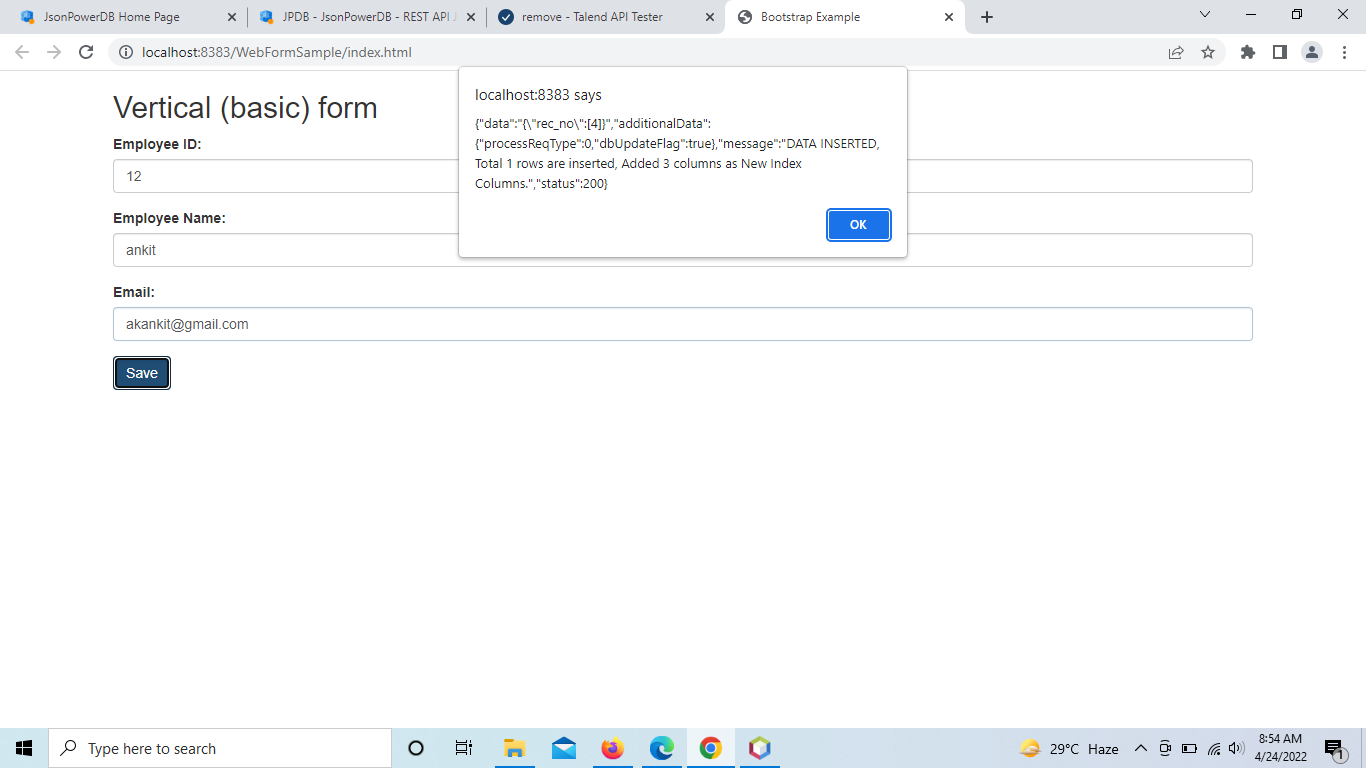 JsonPowerDB Home Page
JPDB - JsonPowerDB - REST API J
remove - Talend API Tester
Bootstrap Example
localhost:8383/WebFormSample/index.html
localhost:8383 says
{"data":"{\"rec_no\":[4]}","additionalData":
{"processReqType":0,"dbUpdateFlag":true},"message":"DATA INSERTED,
Total 1 rows are inserted, Added 3 columns as New Index
Columns.","status":200}
OK
Vertical (basic) form
Employee ID:
12
Employee Name:
ankit
Email:
akankit@gmail.com
Save
Type here to search
29°C Haze
8:54 AM
4/24/2022
1